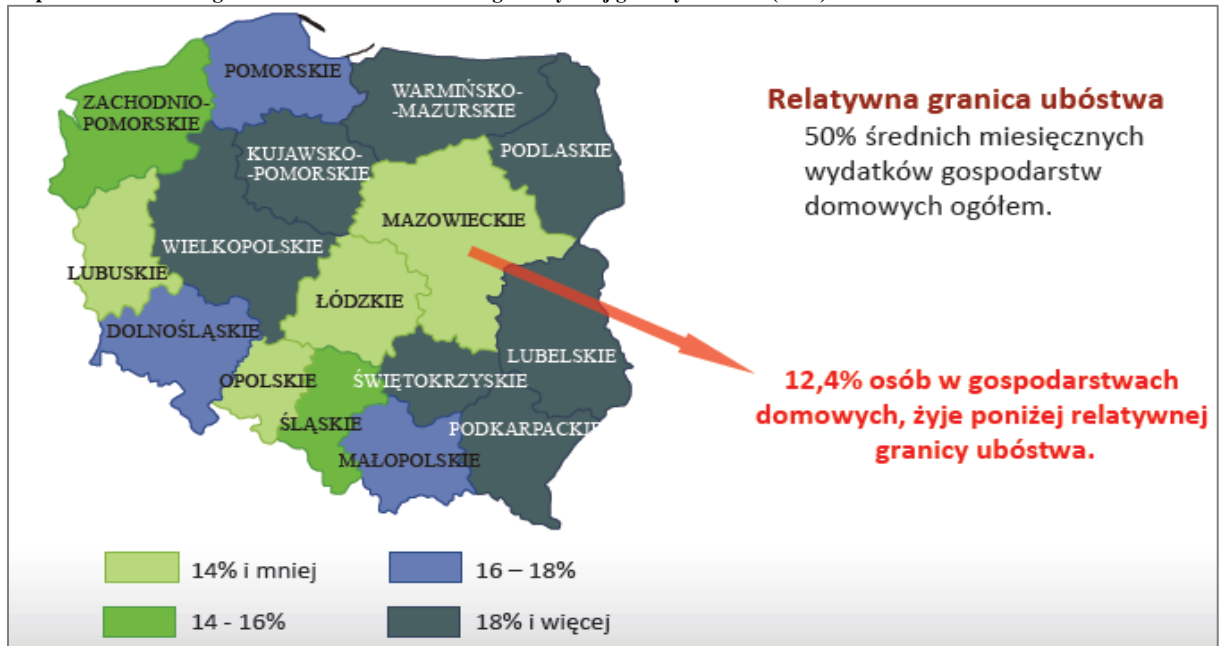 POMORSKIE
ZACHODNIO-
POMORSKIE
WARMIŃSKO-
-MAZURSKIE
KUJAWSKO-
-POMORSKIE
PODLASKIE
MAZOWIECKIE
WIELKOPOLSKIE
LUBUSKIE
ŁÓDZKIE
DOLNOŚLĄSKIE
LUBELSKIE
OPOLSKIE
ŚWIĘTOKRZYSKIE
ŚLĄSKIE
PODKARPACKIE
MAŁOPOLSKIE
Relatywna granica ubóstwa
50% średnich miesięcznych
wydatków gospodarstw
domowych ogółem.
12,4% osób w gospodarstwach
domowych, żyje poniżej relatywnej
granicy ubóstwa.
14% i mniej
16 – 18%
14 - 16%
18% i więcej